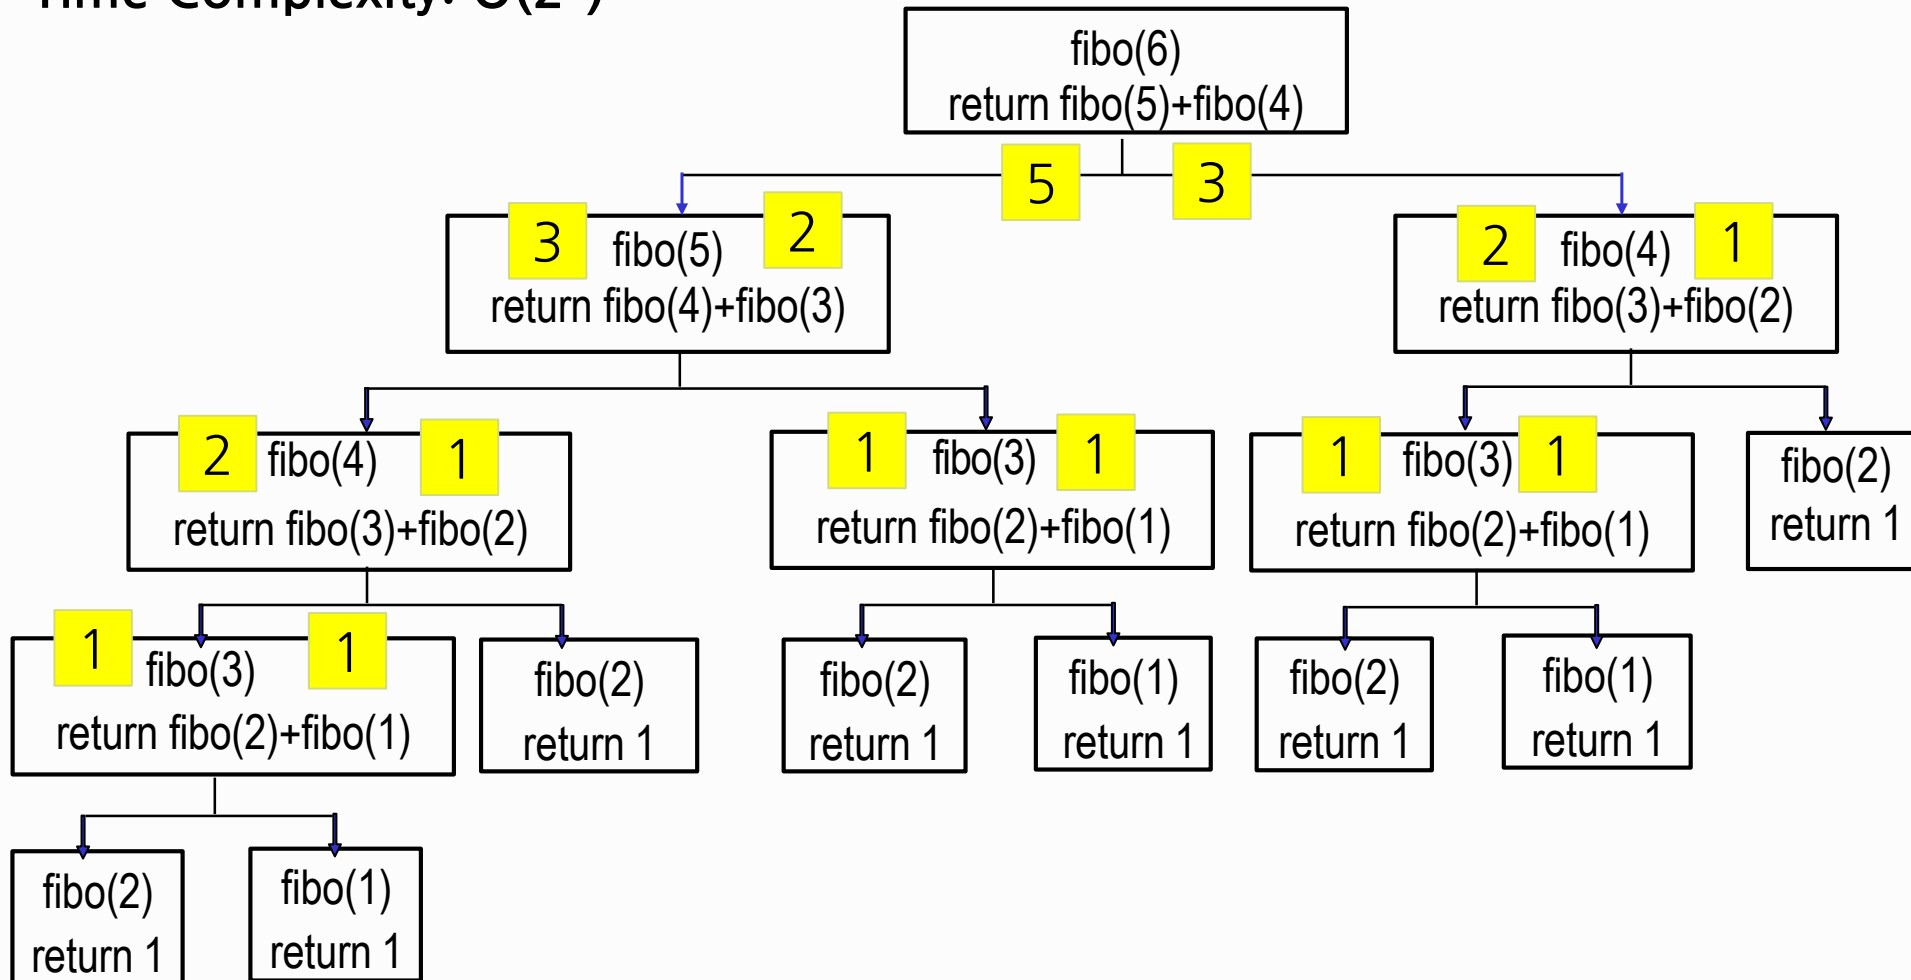 Time Complexity: O(2
fibo(6)
return fibo(5)+fibo(4)
5 3
3 fibo(5) 2
return fibo(4)+fibo(3)
2 fibo(4) 1
return fibo(3)+fibo(2)
2 fibo(4) 1
return fibo(3)+fibo(2)
1 fibo(3) 1
return fibo(2)+fibo(1)
1 fibo(3) 1
return fibo(2)+fibo(1)
fibo(2)
return 1
1 fibo(3) 1
return fibo(2)+fibo(1)
fibo(2)
return 1
fibo(2)
return 1
fibo(1)
return 1
fibo(2)
return 1
fibo(1)
return 1
fibo(2)
return 1
fibo(1)
return 1